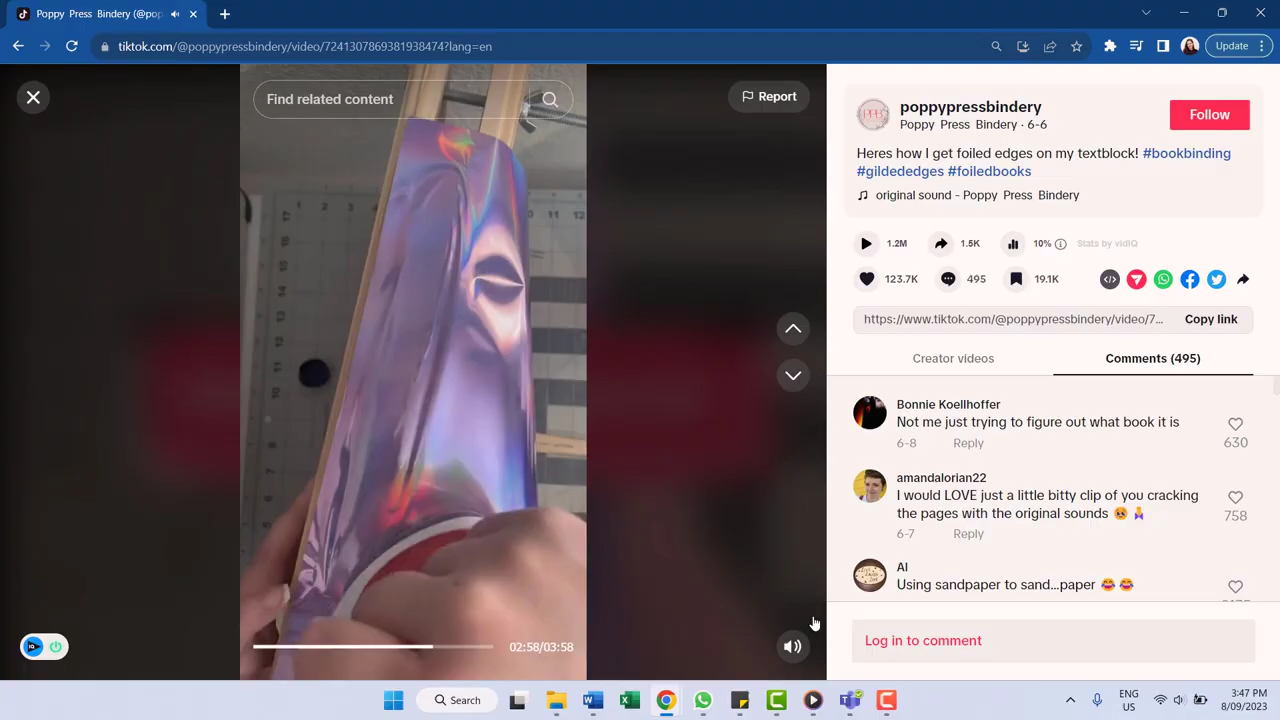 Poppy Press Bindery (@pop
tiktok.com/@poppypressbindery/video/7241307869381938474?lang=en
Update
Find related content
Report
poppypressbindery
Follow
Poppy Press Bindery · 6-6
Heres how I get foiled edges on my textblock! #bookbinding
#gildededges #foiledbooks
original sound - Poppy Press Bindery
1.2M
1.5K
10%
Stats by vidIQ
123.7K
495
19.1K
https://www.tiktok.com/@poppypressbindery/video/7...
Copy link
Creator videos
Comments (495)
Bonnie Koellhoffer
Not me just trying to figure out what book it is
6-8 Reply
630
amandalorian22
I would LOVE just a little bitty clip of you cracking
the pages with the original sounds
758
6-7 Reply
Al
Using sandpaper to sand...paper 😂 😂
Log in to comment
02:58/03:58
Search
ENG
US
3:47 PM
8/09/2023